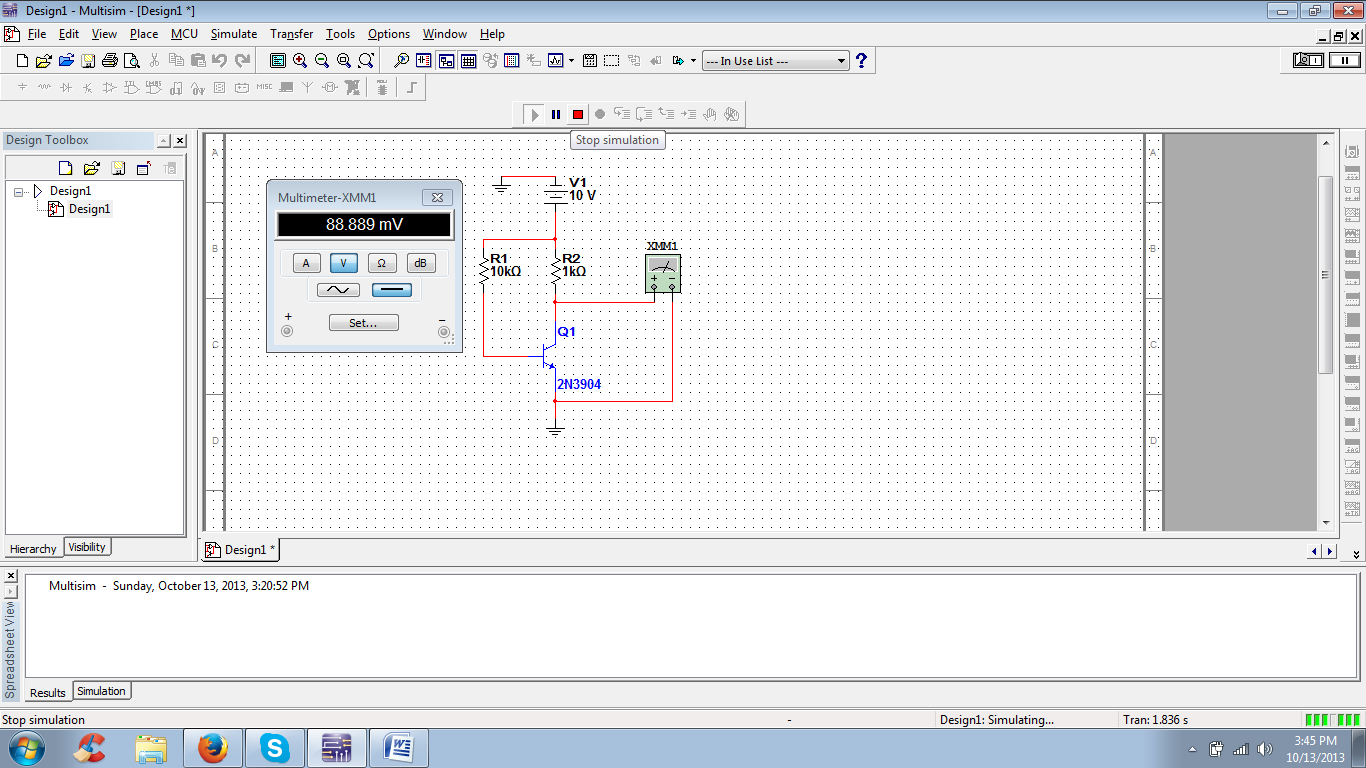 Design1 - Multisim - [Design1 *]
File Edit View Place MCU Simulate Transfer Tools Options Window Help
--- In Use List ---
?
MISC
Stop simulation
Design Toolbox
Design1
Design1
Hierarchy
Visibility
A
B
C
D
A
B
C
D
Multimeter-XMM1
88.889 mV
A V Ω dB
+
Set...
–
V1
10 V
R1
10kΩ
R2
1kΩ
XMM1
+ –
Q1
2N3904
Design1 *
Spreadsheet View
Multisim - Sunday, October 13, 2013, 3:20:52 PM
Results
Simulation
Stop simulation
-
Design1: Simulating...
Tran: 1.836 s
3:45 PM
10/13/2013